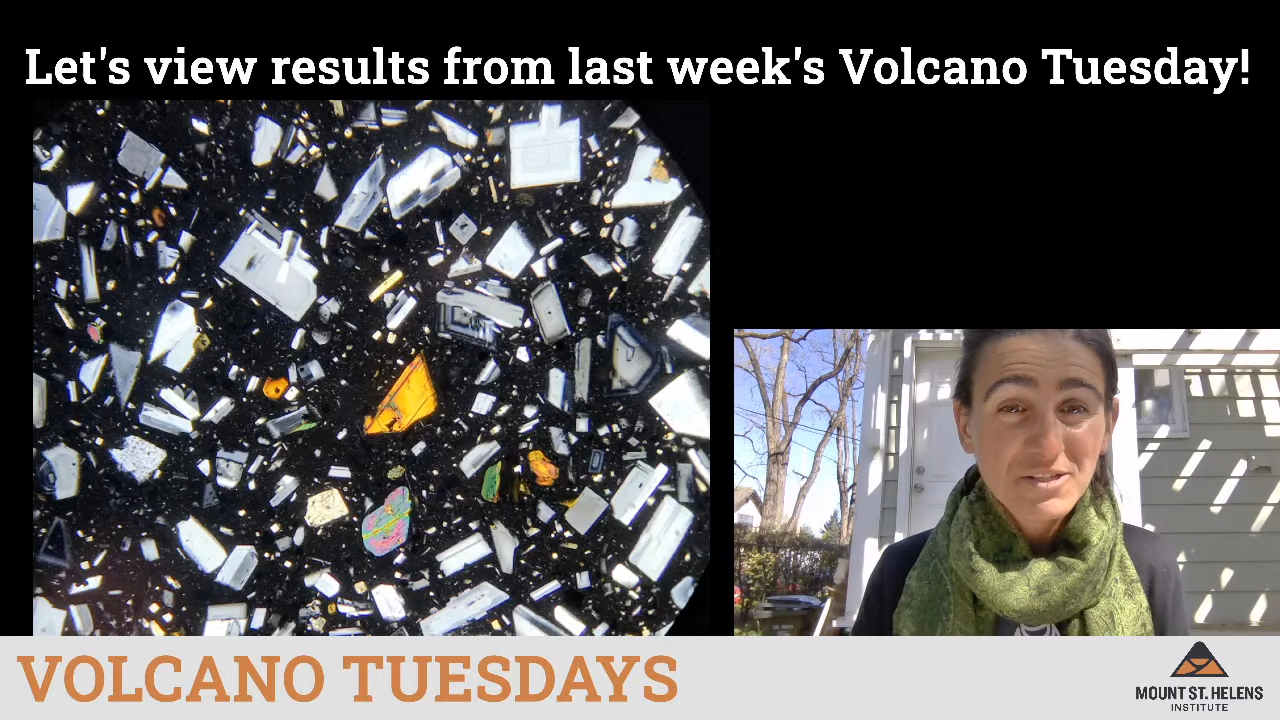 Let's view results from last week's Volcano Tuesday!
VOLCANO TUESDAYS
MOUNT ST. HELENS
INSTITUTE